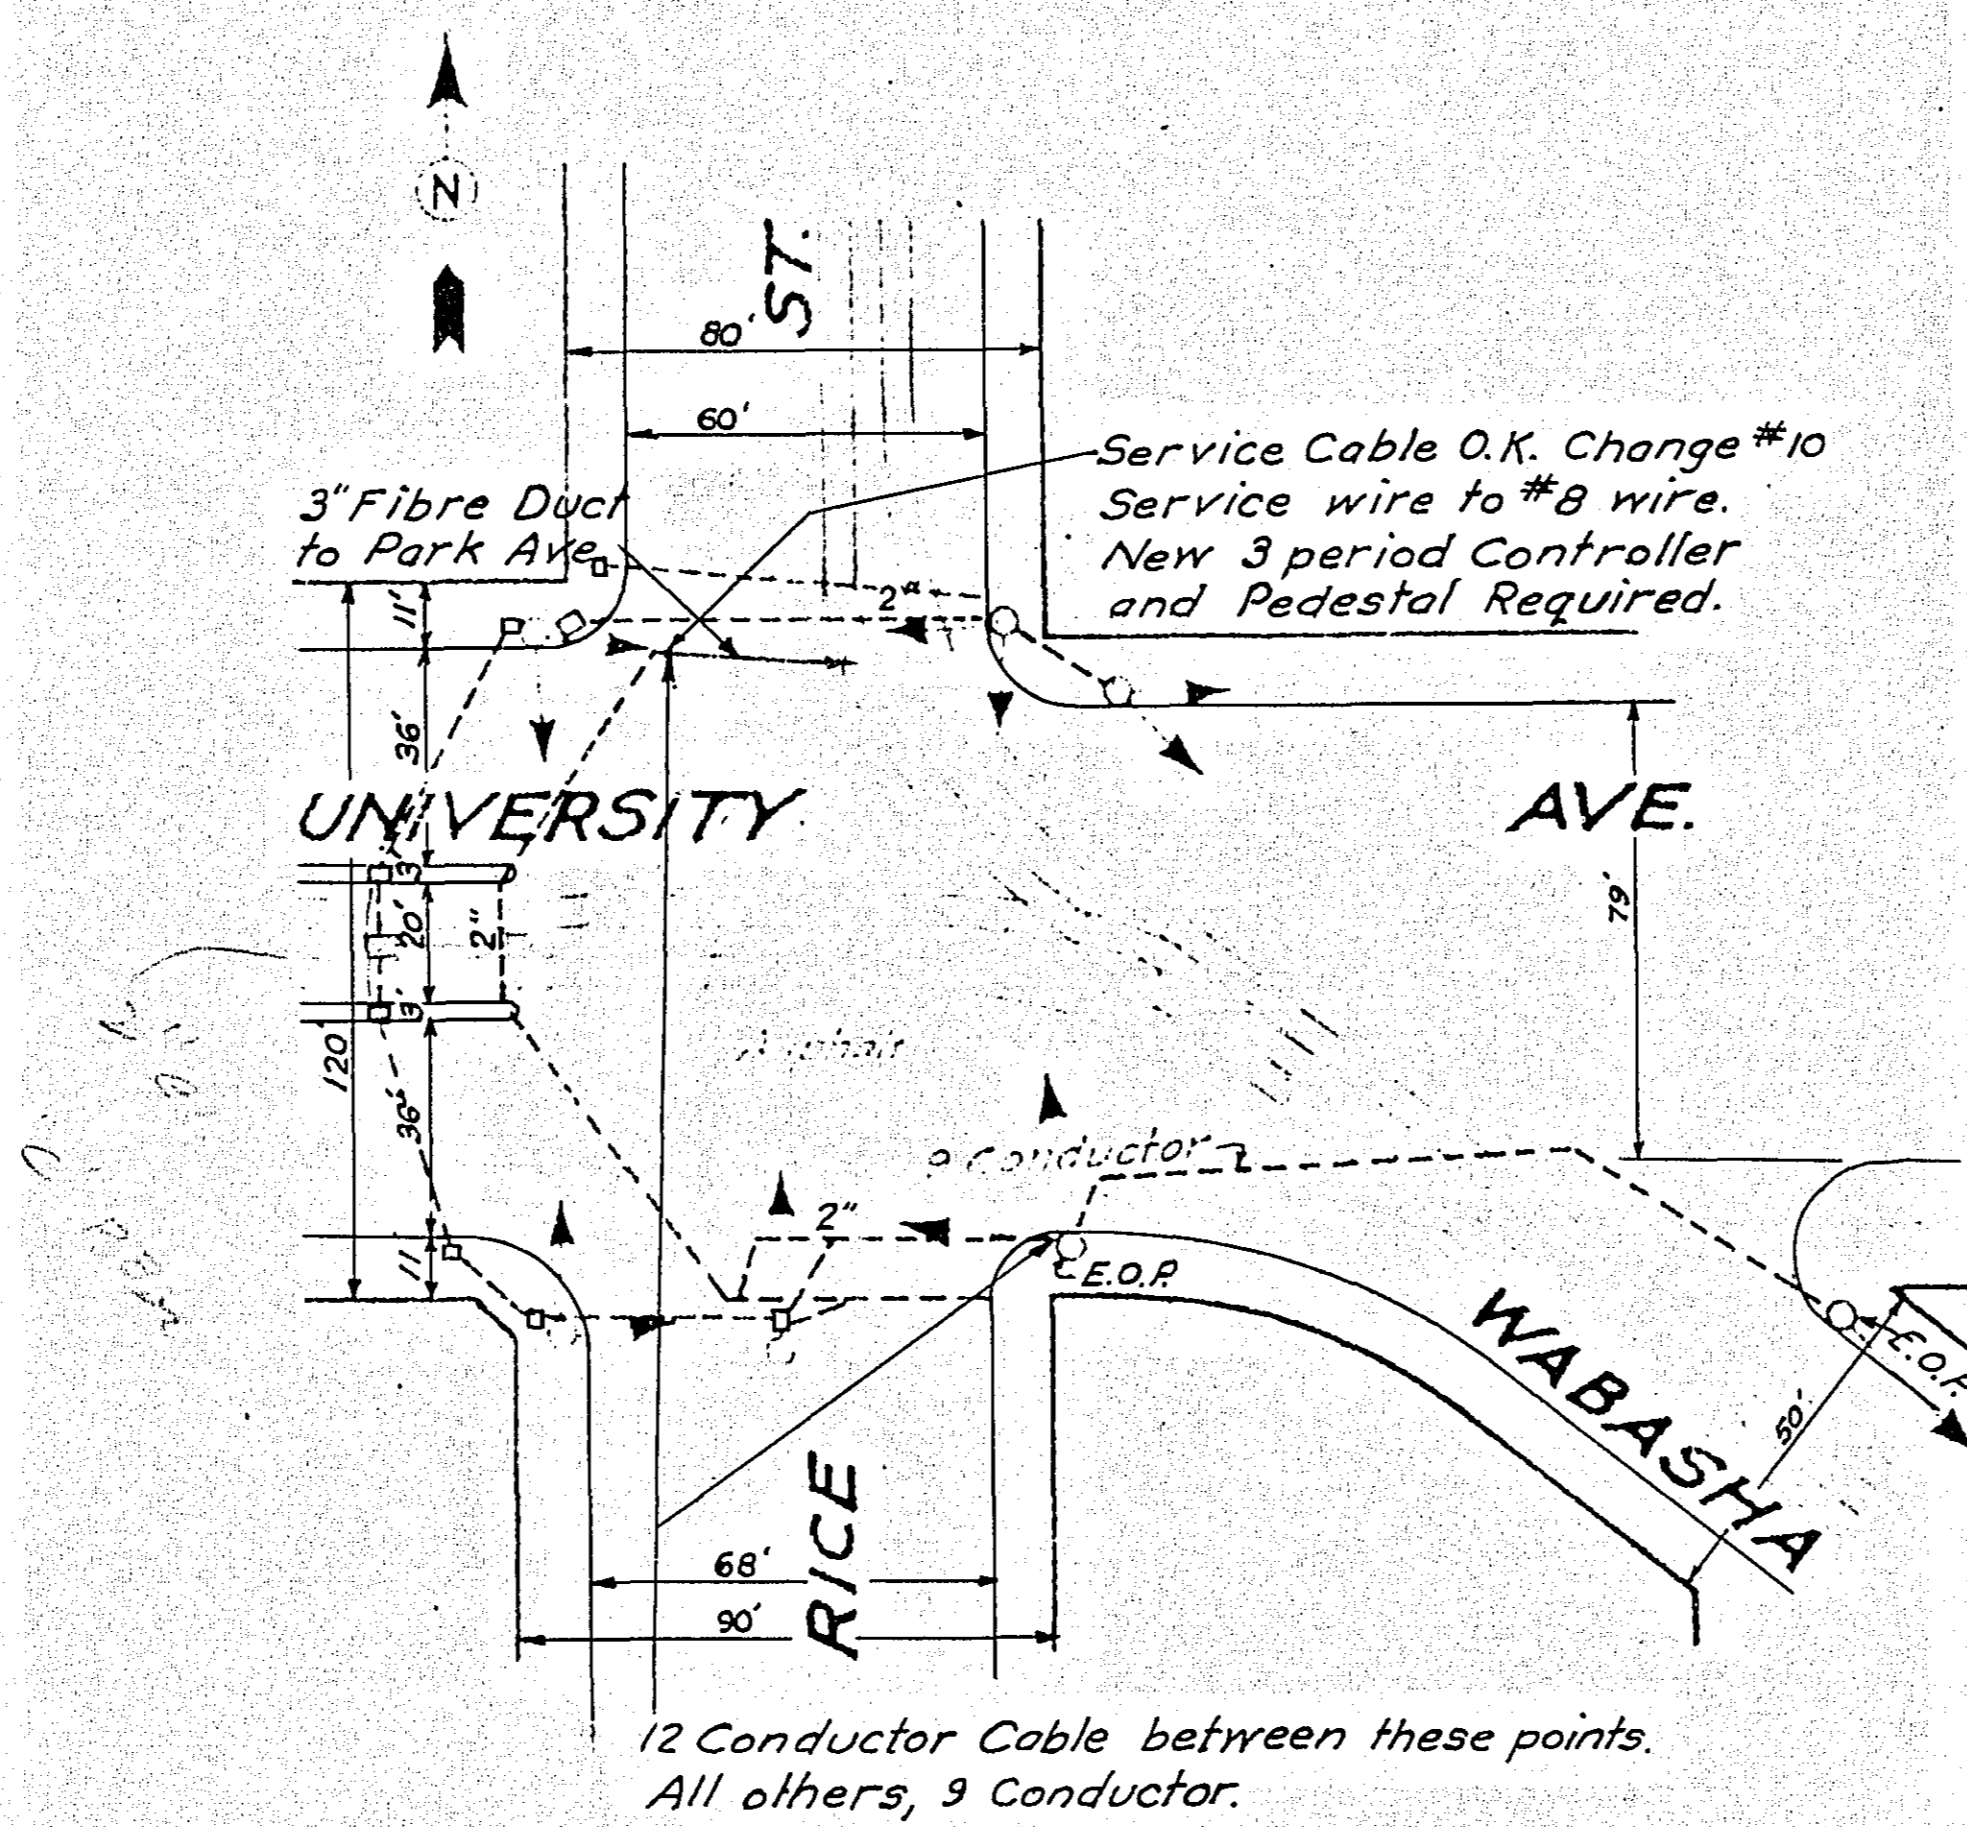 N
ST.
80'
60'
Service Cable O.K. Change #10
Service wire to #8 wire.
New 3 period Controller
and Pedestal Required.
3" Fibre Duct
to Park Ave.
2"
11'
36'
UNIVERSITY
AVE.
3'
20'
2"
79'
3'
120'
36'
9 Conductor
2"
11
E.O.P.
WABASHA
E.O.P.
50'
RICE
68'
90'
12 Conductor Cable between these points.
All others, 9 Conductor.